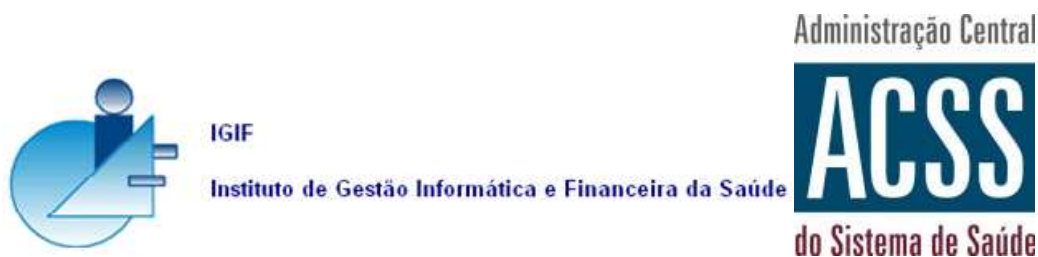 IGIF
Instituto de Gestão Informática e Financeira da Saúde
Administração Central
ACSS
do Sistema de Saúde